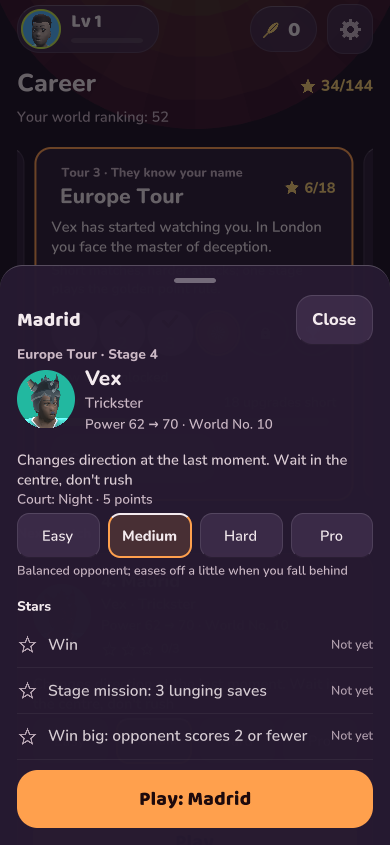 Lv 1
0
Career
34/144
Your world ranking: 52
Tour 3 · They know your name
Europe Tour
6/18
Vex has started watching you. In London
you face the master of deception.
Madrid
Close
Europe Tour · Stage 4
Vex
Trickster
Power 62 → 70 · World No. 10
Changes direction at the last moment. Wait in the
centre, don't rush
Court: Night · 5 points
Easy
Medium
Hard
Pro
Balanced opponent; eases off a little when you fall behind
Stars
Win
Not yet
Stage mission: 3 lunging saves
Not yet
Win big: opponent scores 2 or fewer
Not yet
Play: Madrid